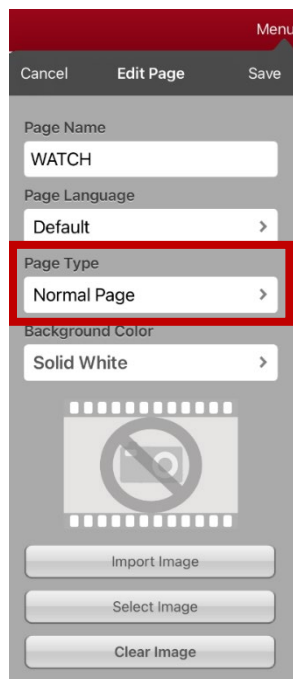 Menu
Cancel Edit Page Save
Page Name
WATCH
Page Language
Default
Page Type
Normal Page
Background Color
Solid White
Import Image
Select Image
Clear Image